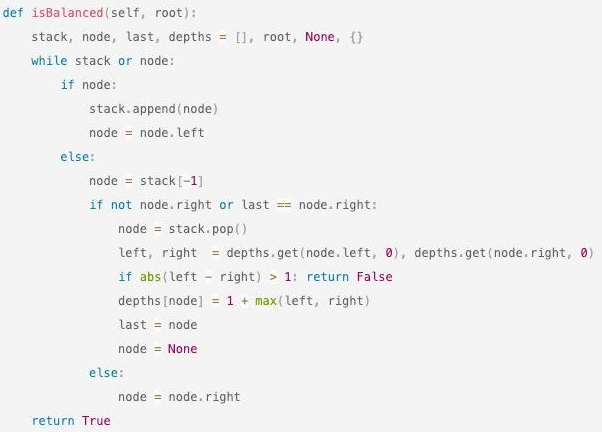 def isBalanced(self, root):
    stack, node, last, depths = [], root, None, {}
    while stack or node:
        if node:
            stack.append(node)
            node = node.left
        else:
            node = stack[-1]
            if not node.right or last == node.right:
                node = stack.pop()
                left, right  = depths.get(node.left, 0), depths.get(node.right, 0)
                if abs(left - right) > 1: return False
                depths[node] = 1 + max(left, right)
                last = node
                node = None
            else:
                node = node.right
    return True